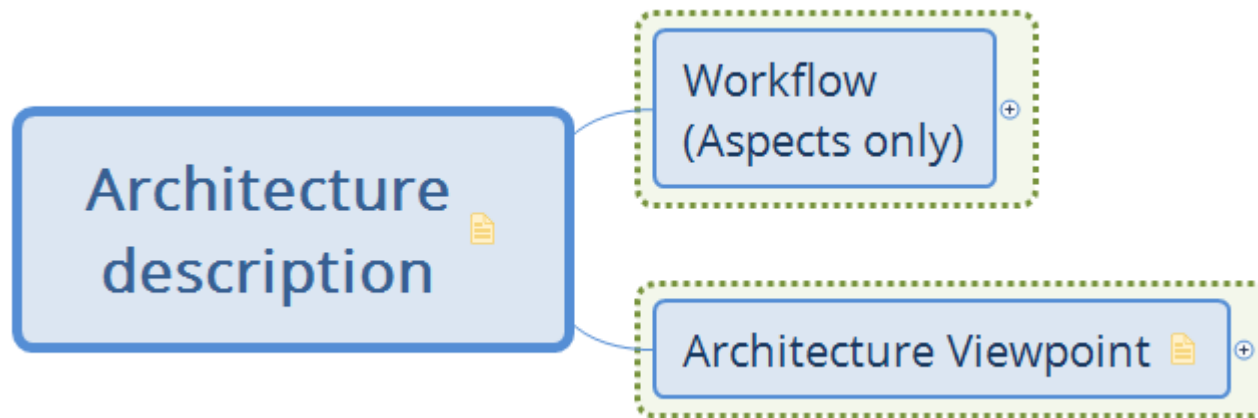 Architecture
description
Workflow
(Aspects only)
Architecture Viewpoint